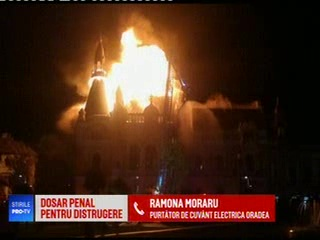 ȘTIRILE
PRO•TV
DOSAR PENAL
PENTRU DISTRUGERE
RAMONA MORARU
PURTĂTOR DE CUVÂNT ELECTRICA ORADEA